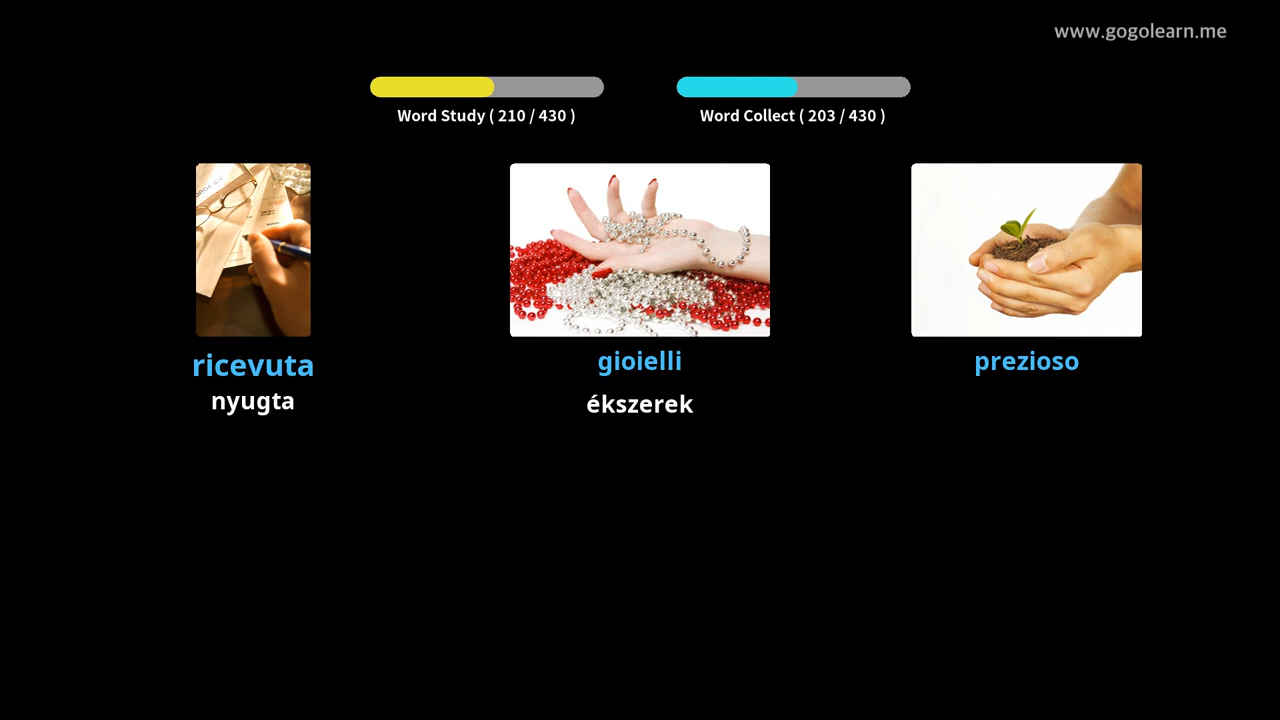 www.gogolearn.me
Word Study ( 210 / 430 )
Word Collect ( 203 / 430 )
ricevuta
nyugta
gioielli
ékszerek
prezioso